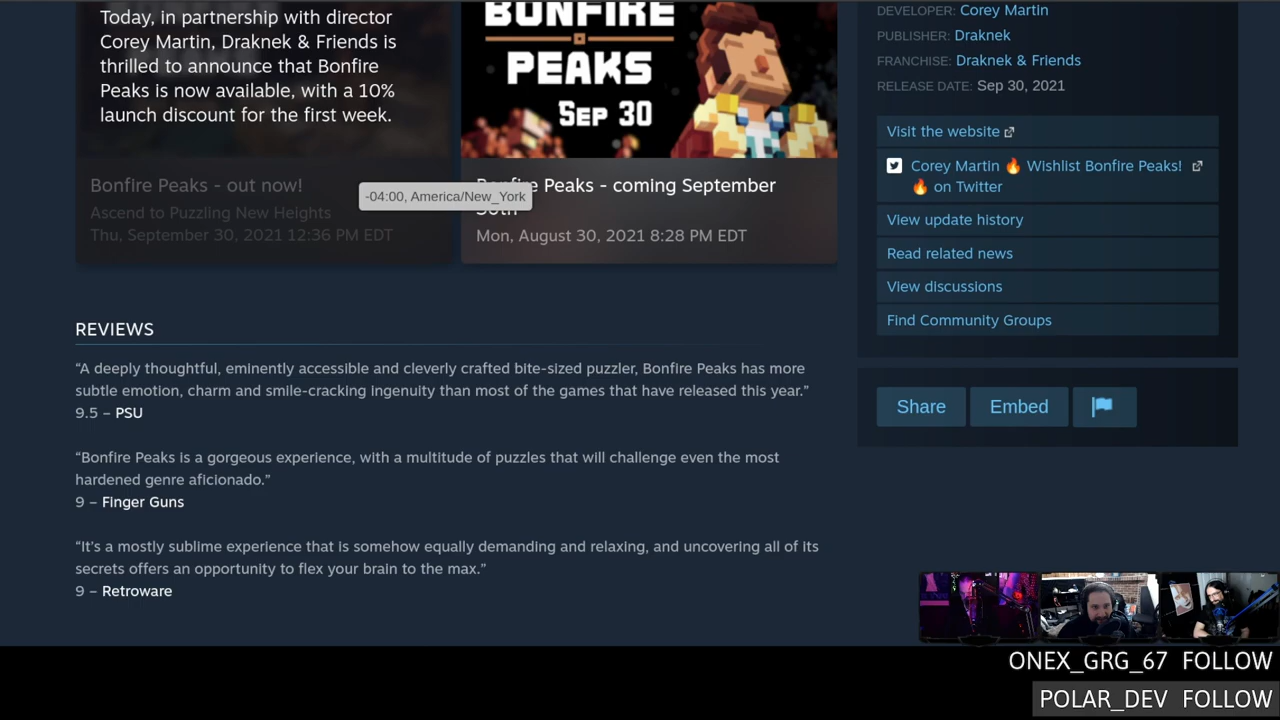 Today, in partnership with director
Corey Martin, Draknek & Friends is
thrilled to announce that Bonfire
Peaks is now available, with a 10%
launch discount for the first week.
Bonfire Peaks - out now!
Ascend to Puzzling New Heights
Thu, September 30, 2021 12:36 PM EDT
BONFIRE
PEAKS
SEP 30
-04:00, America/New_York
Peaks - coming September
Mon, August 30, 2021 8:28 PM EDT
DEVELOPER: Corey Martin
PUBLISHER: Draknek
FRANCHISE: Draknek & Friends
RELEASE DATE: Sep 30, 2021
Visit the website
Corey Martin 🔥 Wishlist Bonfire Peaks!
🔥 on Twitter
View update history
Read related news
View discussions
Find Community Groups
Share
Embed
REVIEWS
“A deeply thoughtful, eminently accessible and cleverly crafted bite-sized puzzler, Bonfire Peaks has more
subtle emotion, charm and smile-cracking ingenuity than most of the games that have released this year.”
9.5 – PSU
“Bonfire Peaks is a gorgeous experience, with a multitude of puzzles that will challenge even the most
hardened genre aficionado.”
9 – Finger Guns
“It’s a mostly sublime experience that is somehow equally demanding and relaxing, and uncovering all of its
secrets offers an opportunity to flex your brain to the max.”
9 – Retroware
ONEX_GRG_67 FOLLOW
POLAR_DEV FOLLOW